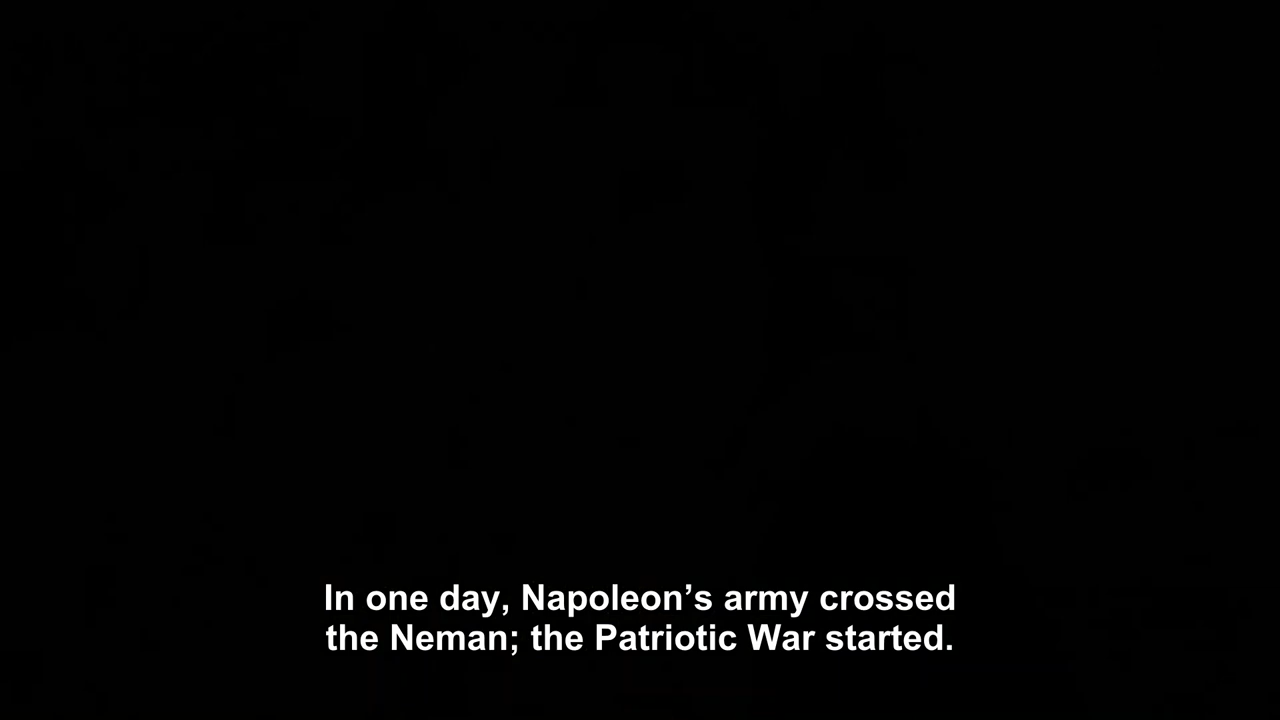 In one day, Napoleon’s army crossed
the Neman; the Patriotic War started.